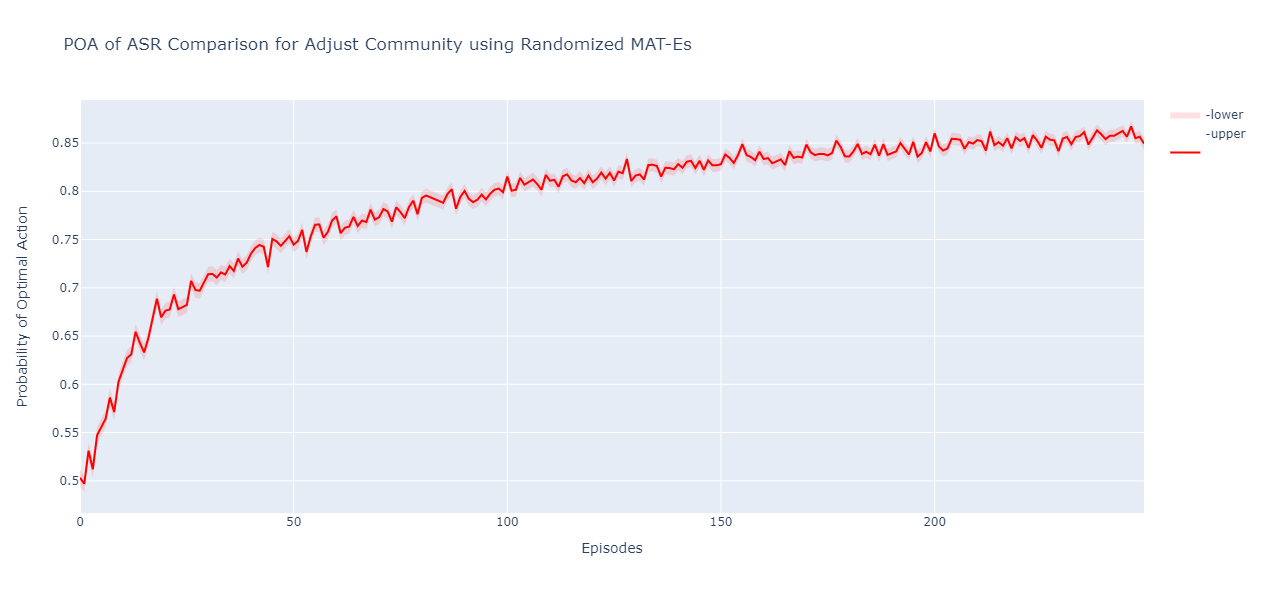 POA of ASR Comparison for Adjust Community using Randomized MAT-Es
-lower
-upper
0.85
0.8
0.75
0.7
0.65
0.6
0.55
0.5
Probability of Optimal Action
0
50
100
150
200
Episodes